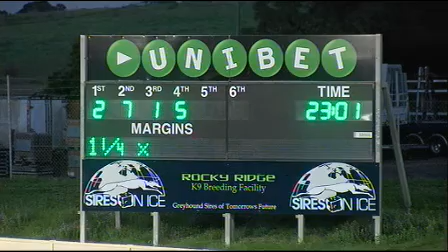 UNIBET
1ST 2ND 3RD 4TH 5TH 6TH TIME
2 7 1 5 23:01
MARGINS
1 1/4 x
ROCKY RIDGE
K9 Breeding Facility
SIRES ON ICE SIRES ON ICE
Greyhound Sires of Tomorrows Future